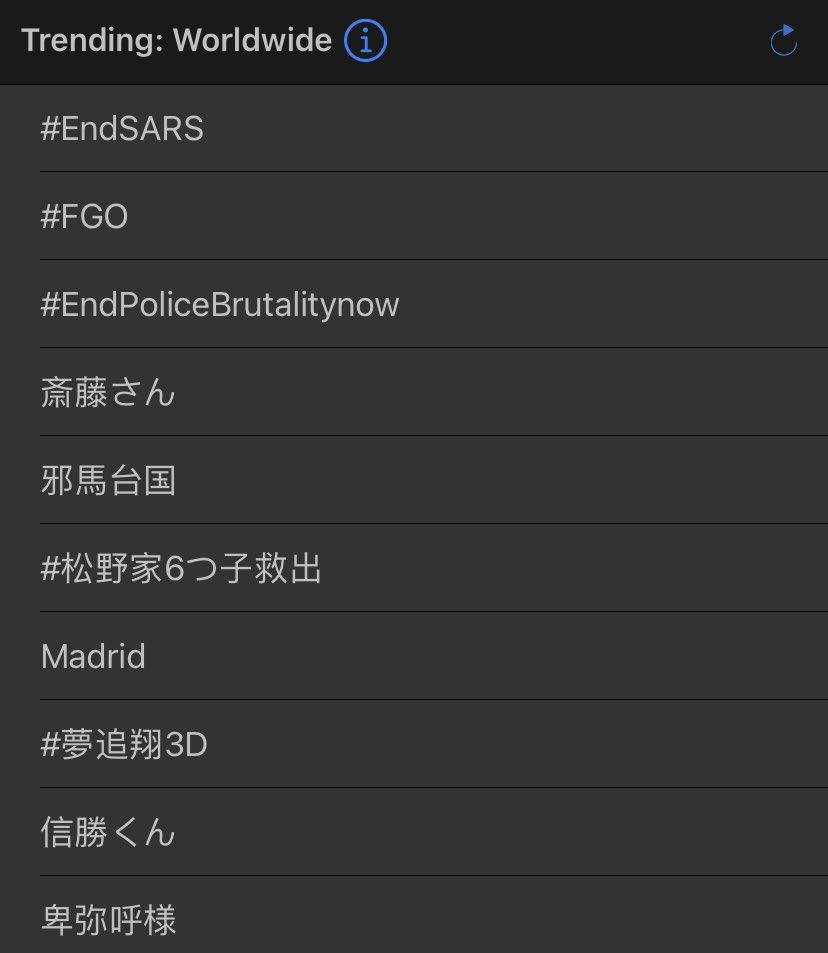 Trending: Worldwide
#EndSARS
#FGO
#EndPoliceBrutalitynow
斎藤さん
邪馬台国
#松野家6つ子救出
Madrid
#夢追翔3D
信勝くん
卑弥呼様